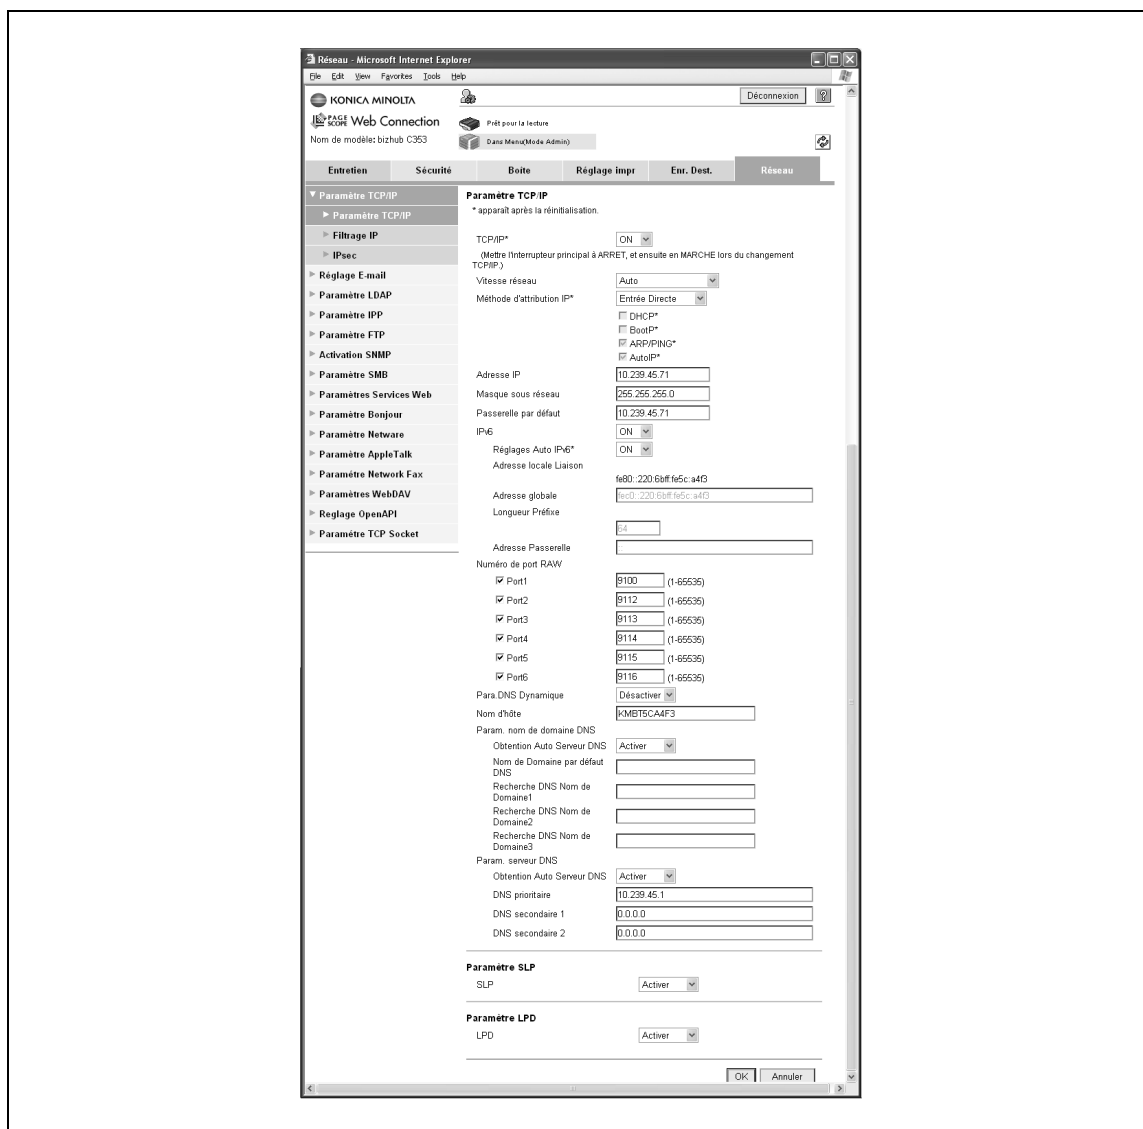 Réseau - Microsoft Internet Explorer
File Edit View Favorites Tools Help
KONICA MINOLTA
Déconnexion
PAGE SCOPE Web Connection
Prêt pour la lecture
Nom de modèle: bizhub C353
Dans Menu(Mode Admin)
Entretien Sécurité Boîte Réglage impr Enr. Dest. Réseau
Paramètre TCP/IP
Paramètre TCP/IP
Filtrage IP
IPsec
Réglage E-mail
Paramètre LDAP
Paramètre IPP
Paramètre FTP
Activation SNMP
Paramètre SMB
Paramètres Services Web
Paramètre Bonjour
Paramètre Netware
Paramètre AppleTalk
Paramétre Network Fax
Paramètres WebDAV
Reglage OpenAPI
Paramétre TCP Socket
Paramètre TCP/IP
* apparaît après la réinitialisation.
TCP/IP* ON
(Mettre l'interrupteur principal à ARRET, et ensuite en MARCHE lors du changement
TCP/IP.)
Vitesse réseau Auto
Méthode d'attribution IP* Entrée Directe
DHCP*
BootP*
ARP/PING*
AutoIP*
Adresse IP 10.239.45.71
Masque sous réseau 255.255.255.0
Passerelle par défaut 10.239.45.71
IPv6 ON
Réglages Auto IPv6* ON
Adresse locale Liaison
fe80::220:6bff:fe5c:a4f3
Adresse globale fec0::220:6bff:fe5c:a4f3
Longueur Préfixe
64
Adresse Passerelle ::
Numéro de port RAW
Port1 9100 (1-65535)
Port2 9112 (1-65535)
Port3 9113 (1-65535)
Port4 9114 (1-65535)
Port5 9115 (1-65535)
Port6 9116 (1-65535)
Para.DNS Dynamique Désactiver
Nom d'hôte KMBT5CA4F3
Param. nom de domaine DNS
Obtention Auto Serveur DNS Activer
Nom de Domaine par défaut
DNS
Recherche DNS Nom de
Domaine1
Recherche DNS Nom de
Domaine2
Recherche DNS Nom de
Domaine3
Param. serveur DNS
Obtention Auto Serveur DNS Activer
DNS prioritaire 10.239.45.1
DNS secondaire 1 0.0.0.0
DNS secondaire 2 0.0.0.0
Paramètre SLP
SLP Activer
Paramètre LPD
LPD Activer
OK Annuler